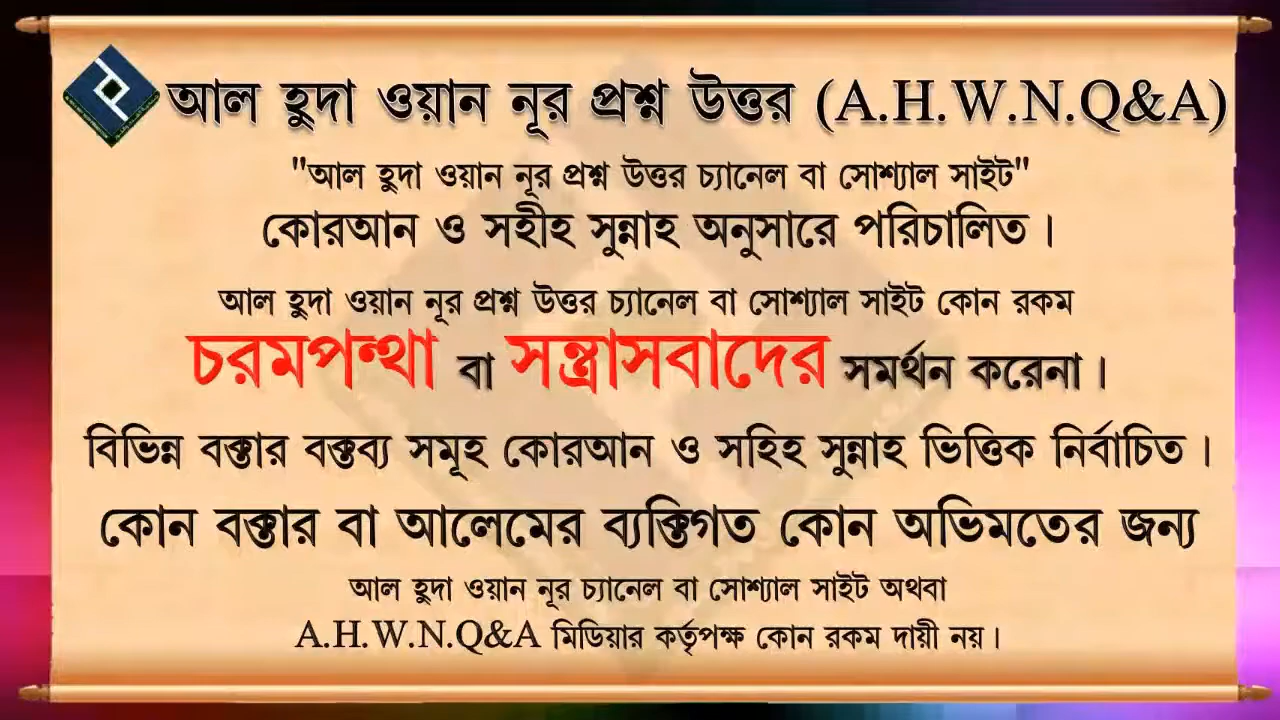 আল হুদা ওয়ান নূর প্রশ্ন উত্তর (A.H.W.N.Q&A)
"আল হুদা ওয়ান নূর প্রশ্ন উত্তর চ্যানেল বা সোশ্যাল সাইট"
কোরআন ও সহীহ সুন্নাহ অনুসারে পরিচালিত।
আল হুদা ওয়ান নূর প্রশ্ন উত্তর চ্যানেল বা সোশ্যাল সাইট কোন রকম
চরমপন্থা বা সন্ত্রাসবাদের সমর্থন করেনা।
বিভিন্ন বক্তার বক্তব্য সমূহ কোরআন ও সহিহ সুন্নাহ ভিত্তিক নির্বাচিত।
কোন বক্তার বা আলেমের ব্যক্তিগত কোন অভিমতের জন্য
আল হুদা ওয়ান নূর চ্যানেল বা সোশ্যাল সাইট অথবা
A.H.W.N.Q&A মিডিয়ার কর্তৃপক্ষ কোন রকম দায়ী নয়।